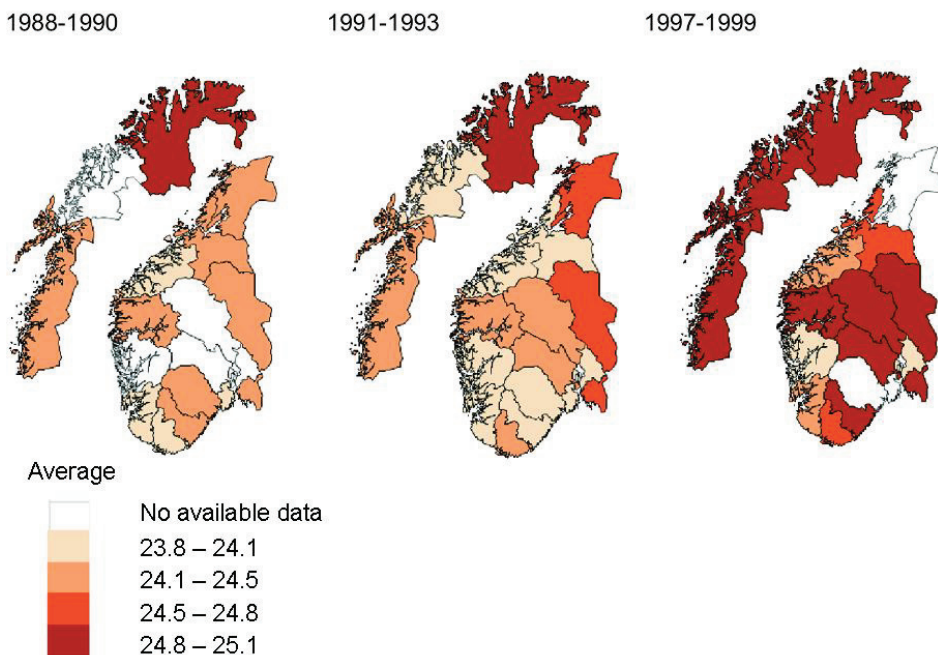 1988-1990
1991-1993
1997-1999
Average
No available data
23.8 – 24.1
24.1 – 24.5
24.5 – 24.8
24.8 – 25.1